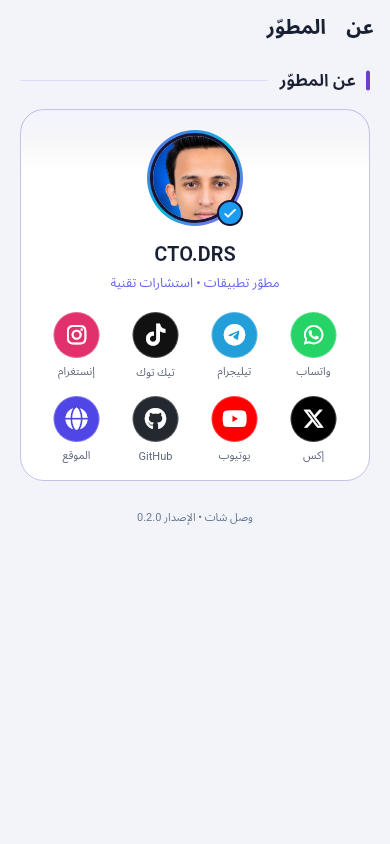 عن المطوّر
عن المطوّر
CTO.DRS
مطوّر تطبيقات • استشارات تقنية
واتساب تيليجرام تيك توك إنستغرام
إكس يوتيوب GitHub الموقع
وصل شات • الإصدار 0.2.0